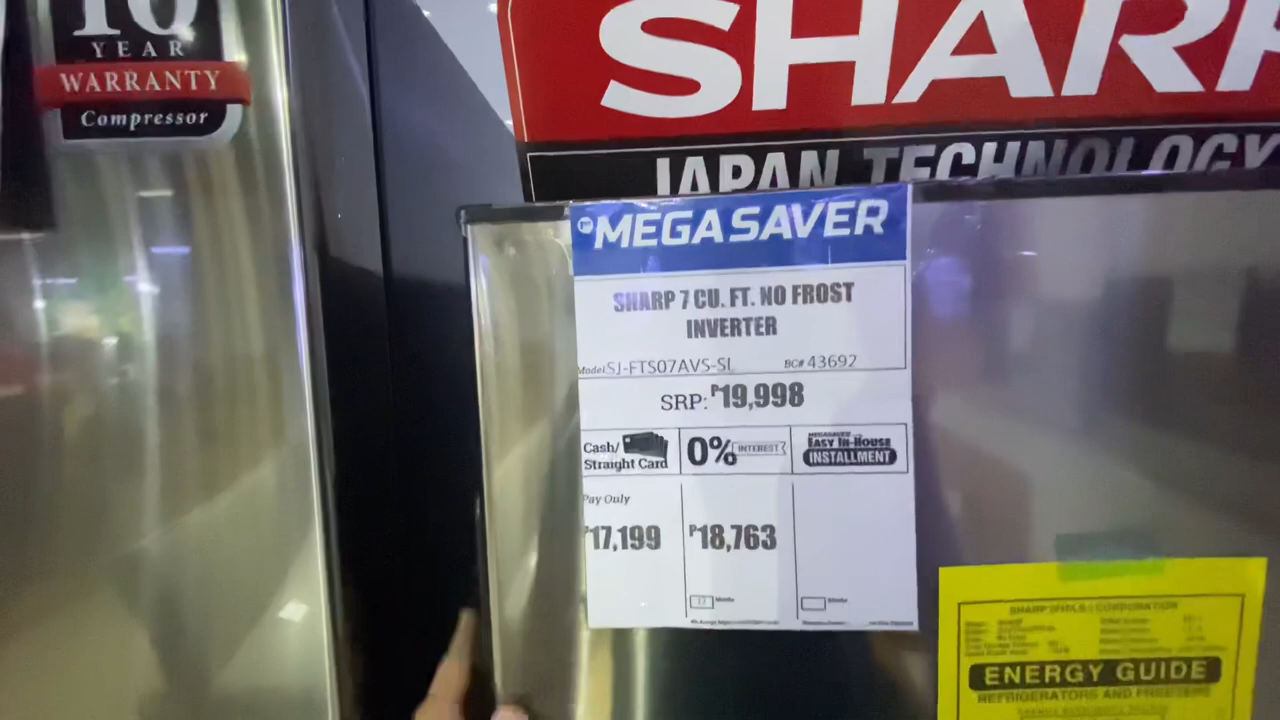 10
YEAR
WARRANTY
Compressor
SHARP
JAPAN TECHNOLOGY
MEGASAVER
SHARP 7 CU. FT. NO FROST
INVERTER
Model SJ-FTS07AVS-SL BC# 43692
SRP: ₱19,998
Cash/
Straight Card
0% INTEREST
MEGASAVER
EASY IN-HOUSE
INSTALLMENT
Pay Only
₱17,199
₱18,763
Months
Months
ENERGY GUIDE
REFRIGERATORS AND FREEZERS